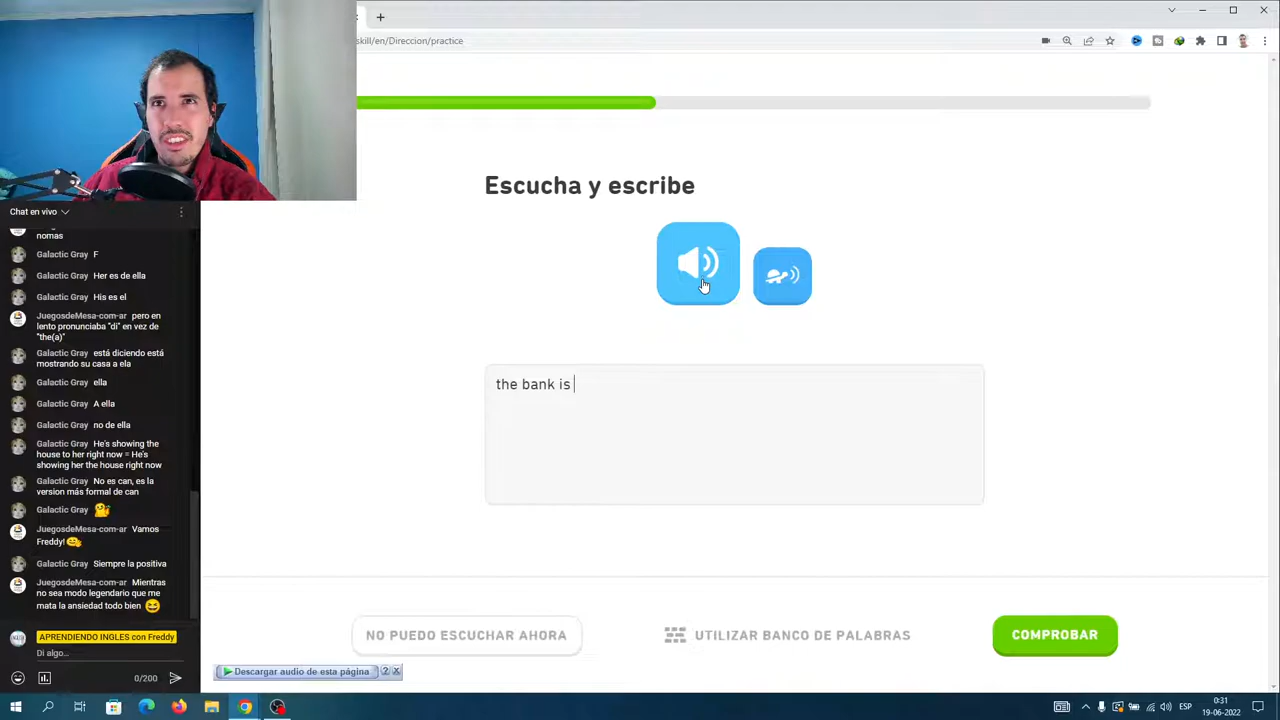 skill/en/Direccion/practice
Chat en vivo
nomas
Galactic Gray F
Galactic Gray Her es de ella
Galactic Gray His es el
JuegosdeMesa-com-ar pero en
lento pronunciaba "di" en vez de
"the(a)"
Galactic Gray está diciendo está
mostrando su casa a ela
Galactic Gray ella
Galactic Gray A ella
Galactic Gray no de ella
Galactic Gray He's showing the
house to her right now = He's
showing her the house right now
Galactic Gray No es can, es la
version más formal de can
Galactic Gray
JuegosdeMesa-com-ar Vamos
Freddy!
Galactic Gray Siempre la positiva
JuegosdeMesa-com-ar Mientras
no sea modo legendario que me
mata la ansiedad todo bien
APRENDIENDO INGLES con Freddy
Di algo...
0/200
Escucha y escribe
the bank is
NO PUEDO ESCUCHAR AHORA
UTILIZAR BANCO DE PALABRAS
COMPROBAR
Descargar audio de esta página ? x
ESP
0:31
19-06-2022